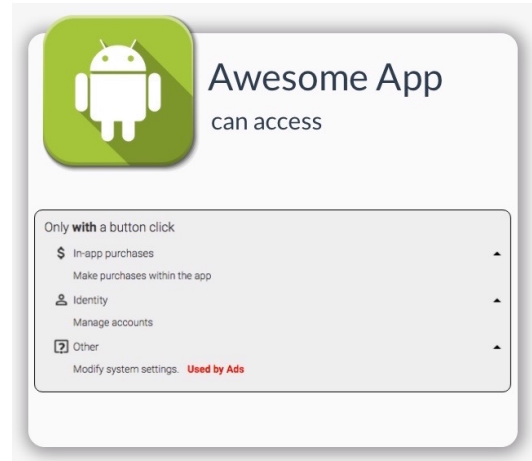 Awesome App
can access
Only with a button click
$ In-app purchases
Make purchases within the app
Identity
Manage accounts
? Other
Modify system settings. Used by Ads